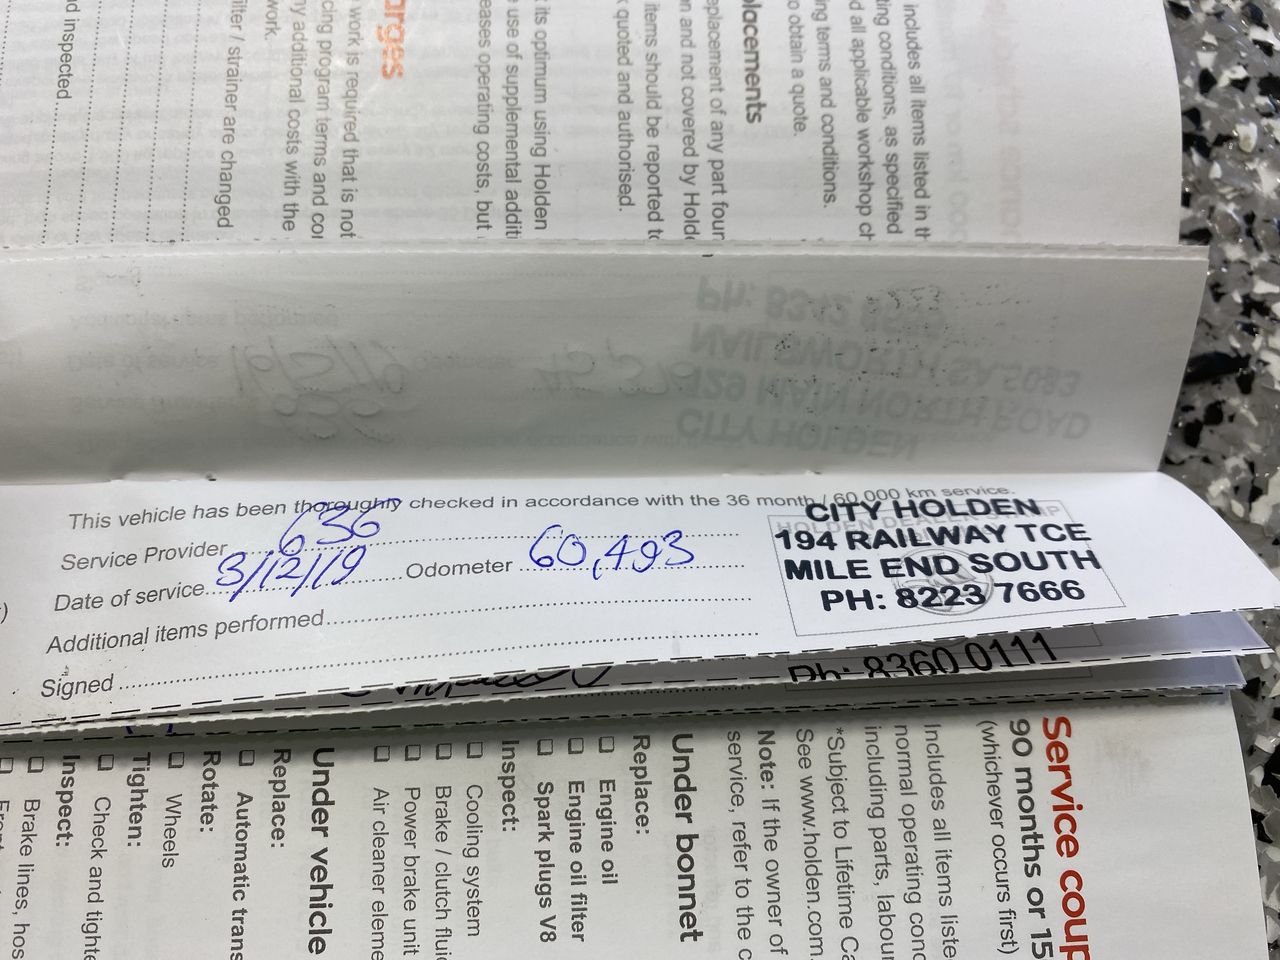 includes all items listed in th
ting conditions, as specified
d all applicable workshop ch
ng terms and conditions.
o obtain a quote.
placements
eplacement of any part four
n and not covered by Hold
items should be reported to
k quoted and authorised.
its optimum using Holden
use of supplemental additi
eases operating costs, but
arges
work is required that is not
cing program terms and cor
ny additional costs with the
work.
ilter / strainer are changed
nd inspected
This vehicle has been thoroughly checked in accordance with the 36 month / 60,000 km service.
Service Provider 636
Date of service 3/12/19 Odometer 60,493
Additional items performed
Signed
CITY HOLDEN
194 RAILWAY TCE
MILE END SOUTH
PH: 8223 7666
Ph: 8360 0111
Service coup
90 months or 15
(whichever occurs first)
Includes all items liste
normal operating cond
including parts, labour
*Subject to Lifetime Ca
See www.holden.com.
Note: If the owner of
service, refer to the c
Under bonnet
Replace:
Engine oil
Engine oil filter
Spark plugs V8
Inspect:
Cooling system
Brake / clutch fluid
Power brake unit
Air cleaner eleme
Under vehicle
Replace:
Automatic trans
Rotate:
Wheels
Tighten:
Check and tighte
Inspect:
Brake lines, hos